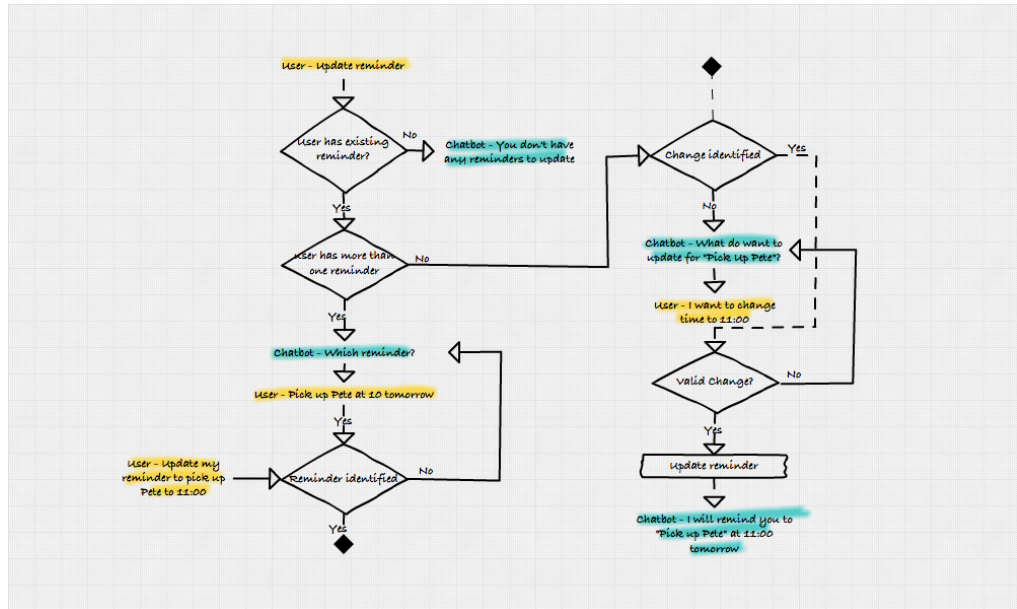 User - Update reminder
User has existing
reminder?
No
Chatbot - You don't have
any reminders to update
Yes
User has more than
one reminder
No
Yes
Chatbot - Which reminder?
User - Pick up Pete at 10 tomorrow
Yes
User - Update my
reminder to pick up
Pete to 11:00
Reminder identified
No
Yes
Change identified
Yes
No
Chatbot - What do want to
update for "Pick Up Pete"?
User - I want to change
time to 11:00
Valid Change?
No
Yes
Update reminder
Chatbot - I will remind you to
"Pick up Pete" at 11:00
tomorrow